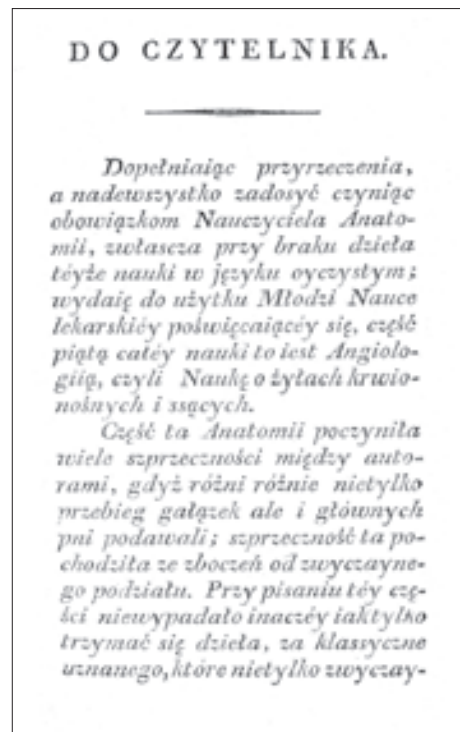 DO CZYTELNIKA.
Dopełniaiąc przyrzeczenia,
a nadewszystko zadosyć czyniąc
obowiązkom Nauczyciela Anato-
mii, zwłascza przy braku dzieła
téyże nauki w języku oyczystym;
wydaię do użytku Młodzi Nauce
lekarskiéy poświęcaiącéy się, część
piątą całéy nauki to iest Angiolo-
giią, czyli Naukę o żyłach krwio-
nośnych i ssących.
Część ta Anatomii poczyniła
wiele szprzeczności między auto-
rami, gdyż różni różnie nietylko
przebieg gałązek ale i głównych
pni podawali; szprzeczność ta po-
chodziła ze zboczeń od zwyczayne-
go podziału. Przy pisaniu téy czę-
ści niewypadało inaczéy iaktylko
trzymać się dzieła, za klassyczne
uznanego, które nietylko zwyczay-